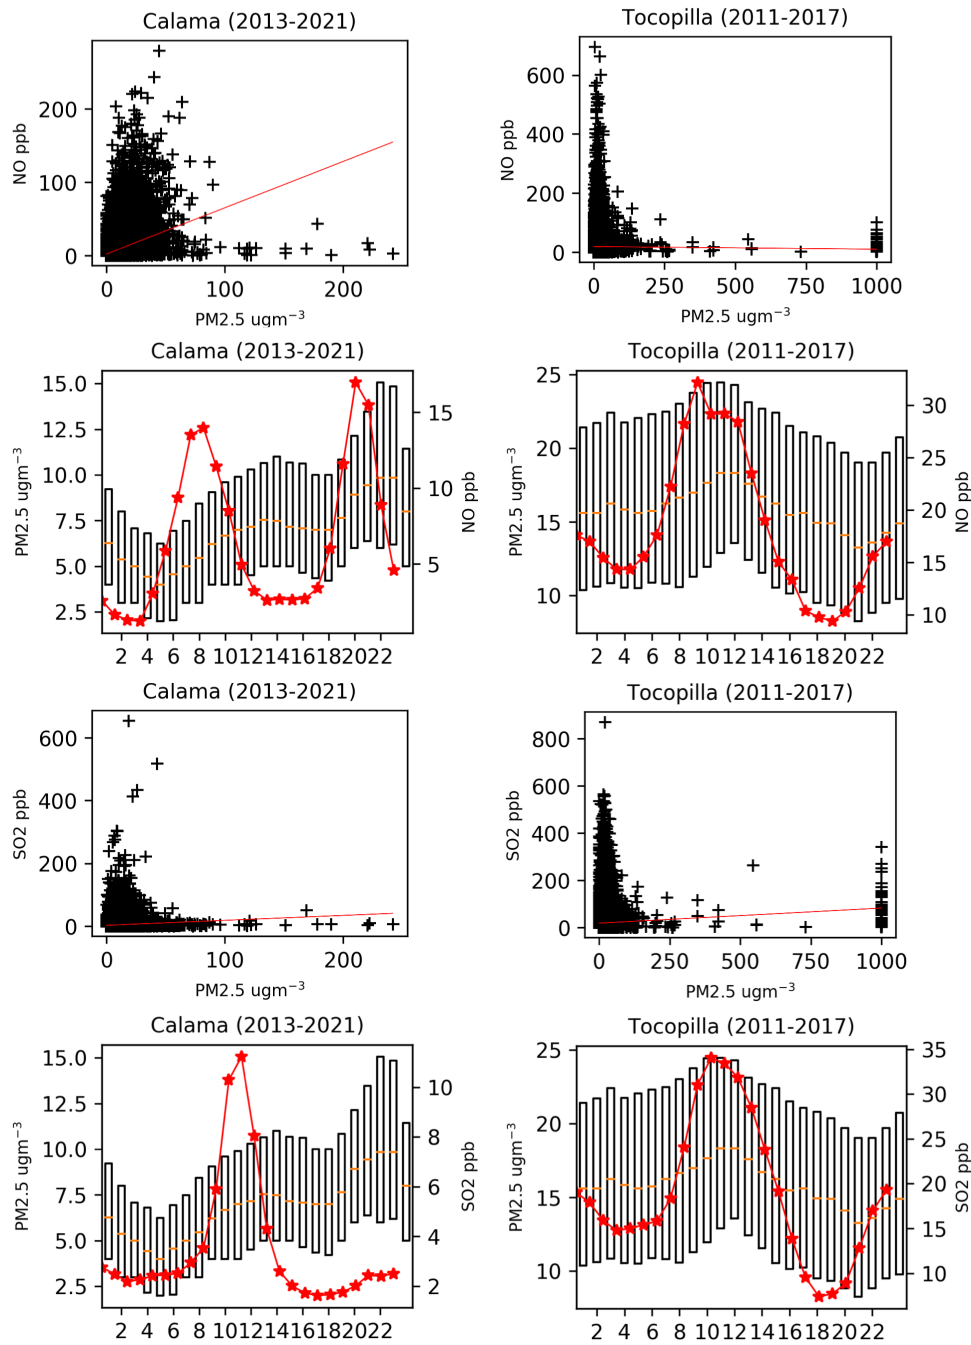 Calama (2013-2021)
NO ppb
200
100
0
0 100 200
PM2.5 ugm⁻³
Tocopilla (2011-2017)
NO ppb
600
400
200
0
0 250 500 750 1000
PM2.5 ugm⁻³
Calama (2013-2021)
PM2.5 ugm⁻³
15.0
12.5
10.0
7.5
5.0
2.5
15
10
5
NO ppb
2 4 6 8 10 12 14 16 18 20 22
Tocopilla (2011-2017)
PM2.5 ugm⁻³
25
20
15
10
30
25
20
15
10
NO ppb
2 4 6 8 10 12 14 16 18 20 22
Calama (2013-2021)
SO2 ppb
600
400
200
0
0 100 200
PM2.5 ugm⁻³
Tocopilla (2011-2017)
SO2 ppb
800
600
400
200
0
0 250 500 750 1000
PM2.5 ugm⁻³
Calama (2013-2021)
PM2.5 ugm⁻³
15.0
12.5
10.0
7.5
5.0
2.5
10
8
6
4
2
SO2 ppb
2 4 6 8 10 12 14 16 18 20 22
Tocopilla (2011-2017)
PM2.5 ugm⁻³
25
20
15
10
35
30
25
20
15
10
SO2 ppb
2 4 6 8 10 12 14 16 18 20 22